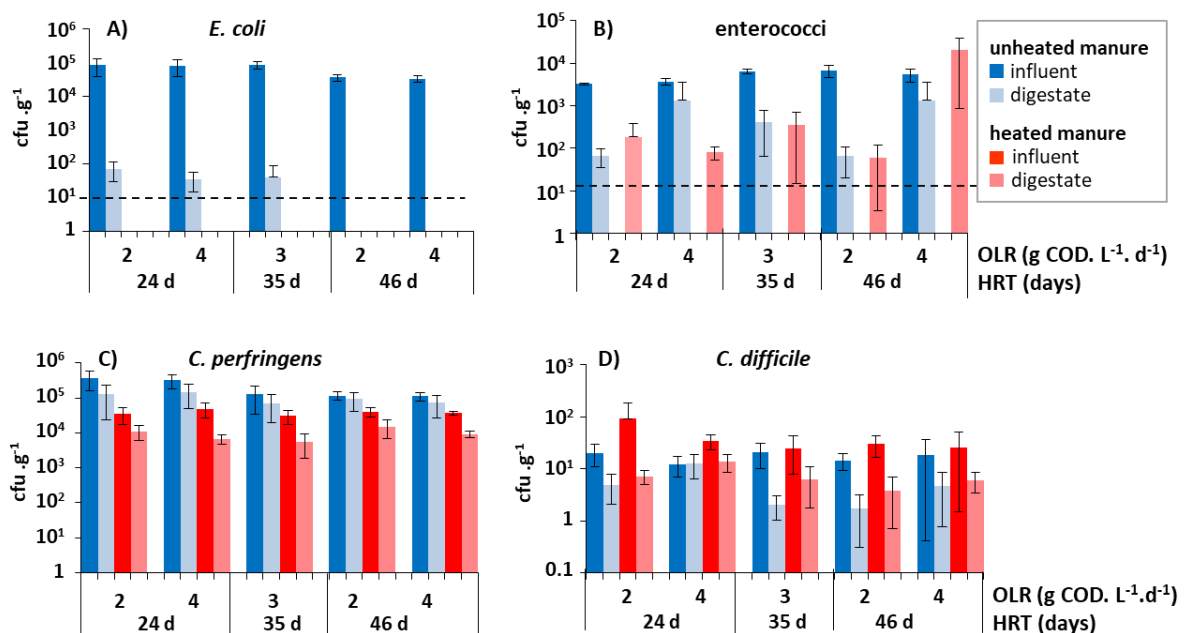 A) E. coli
cfu .g⁻¹
10⁶
10⁵
10⁴
10³
10²
10¹
1
2 4 3 2 4
24 d 35 d 46 d
B) enterococci
cfu .g⁻¹
10⁵
10⁴
10³
10²
10¹
1
2 4 3 2 4 OLR (g COD. L⁻¹. d⁻¹)
24 d 35 d 46 d HRT (days)
unheated manure
influent
digestate
heated manure
influent
digestate
C) C. perfringens
cfu .g⁻¹
10⁶
10⁵
10⁴
10³
10²
10¹
1
2 4 3 2 4
24 d 35 d 46 d
D) C. difficile
cfu .g⁻¹
10³
10²
10¹
1
0.1
2 4 3 2 4 OLR (g COD. L⁻¹.d⁻¹)
24 d 35 d 46 d HRT (days)